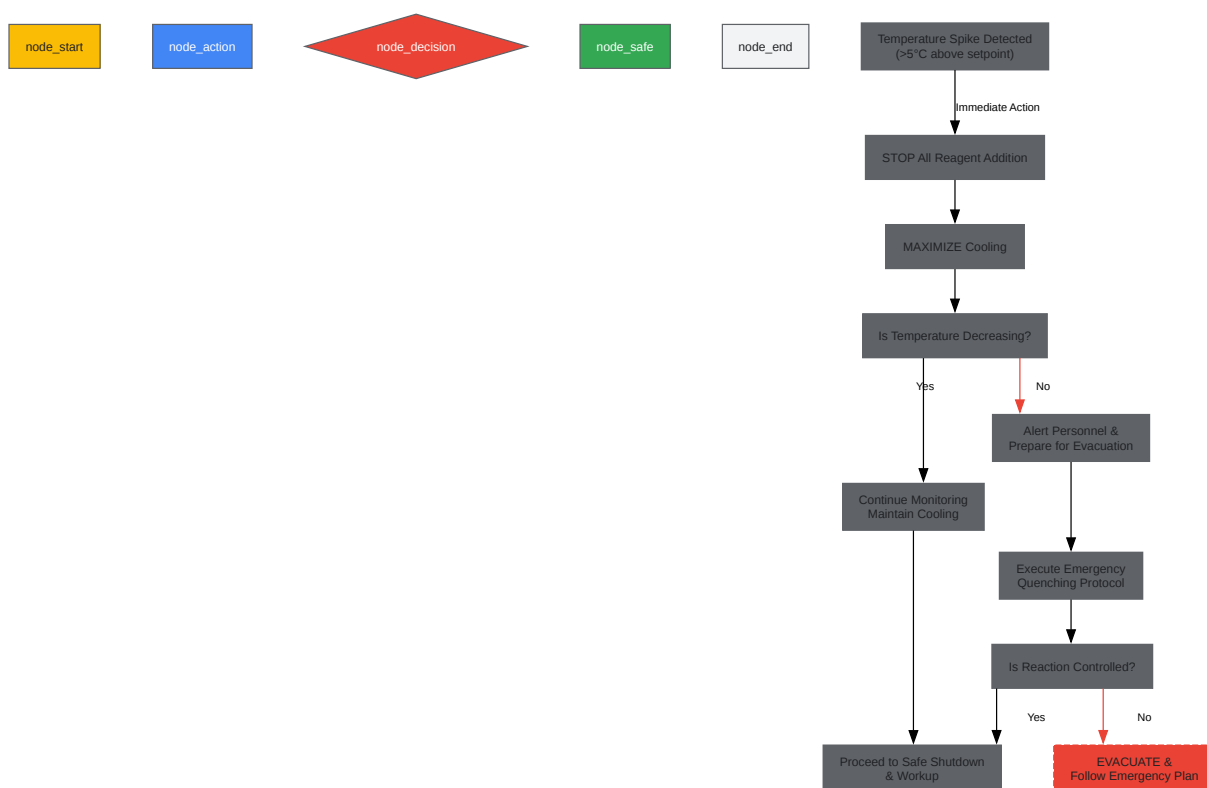 node_start
node_action
node_decision
node_safe
node_end
Temperature Spike Detected
(>5°C above setpoint)
Immediate Action
STOP All Reagent Addition
MAXIMIZE Cooling
Is Temperature Decreasing?
Yes
No
Alert Personnel &
Prepare for Evacuation
Continue Monitoring
Maintain Cooling
Execute Emergency
Quenching Protocol
Is Reaction Controlled?
Yes
No
Proceed to Safe Shutdown
& Workup
EVACUATE &
Follow Emergency Plan